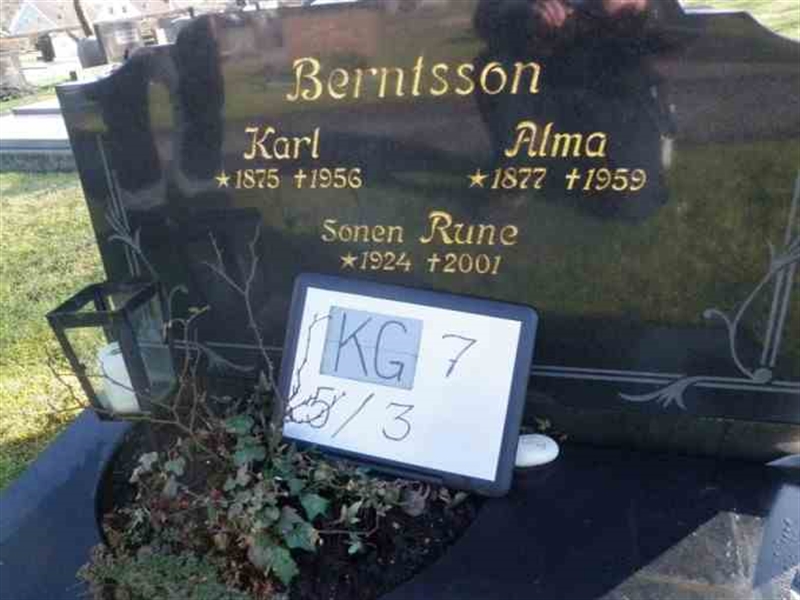 Berntsson
Karl Alma
★1875 †1956 ★1877 †1959
Sonen Rune
★1924 †2001
KG 7
5/3